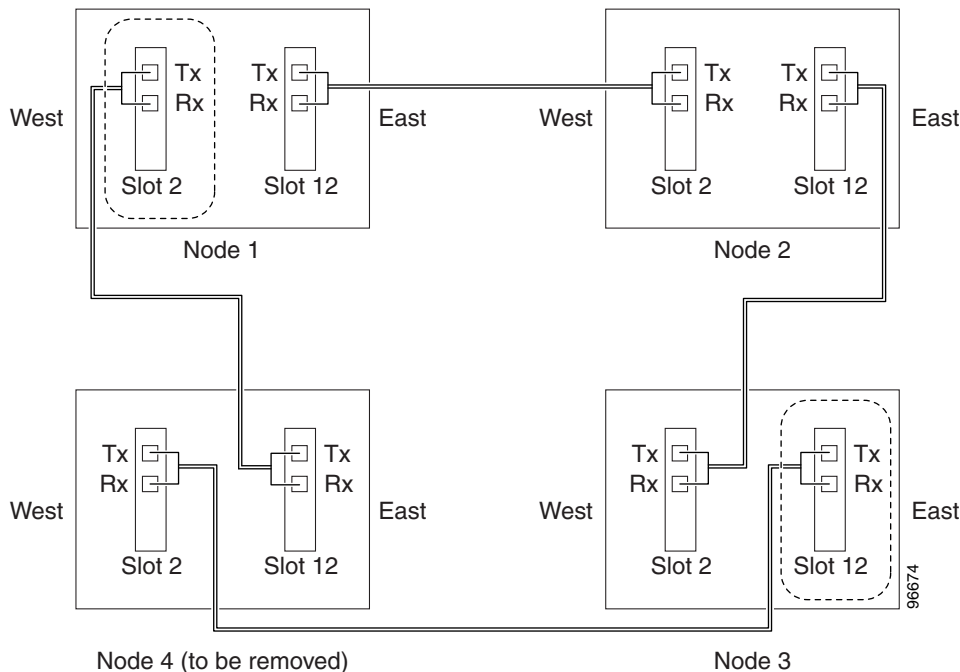 Tx Tx Tx Tx
Rx Rx Rx Rx
West East West East
Slot 2 Slot 12 Slot 2 Slot 12
Node 1 Node 2
Tx Tx Tx Tx
Rx Rx Rx Rx
West East West East
Slot 2 Slot 12 Slot 2 Slot 12
96674
Node 4 (to be removed) Node 3